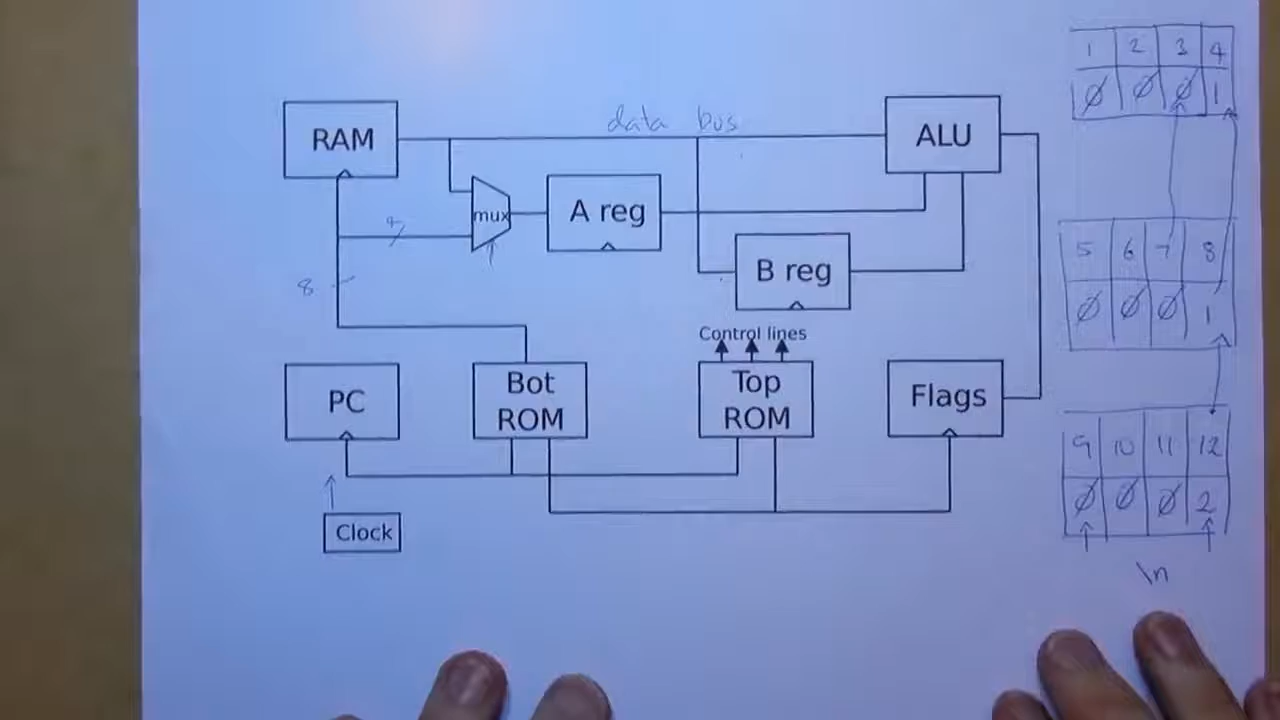 data bus
RAM
ALU
mux
A reg
B reg
8
Control lines
PC
Bot
ROM
Top
ROM
Flags
Clock
1 2 3 4
Ø Ø Ø 1
5 6 7 8
Ø Ø Ø 1
9 10 11 12
Ø Ø Ø 2
\n